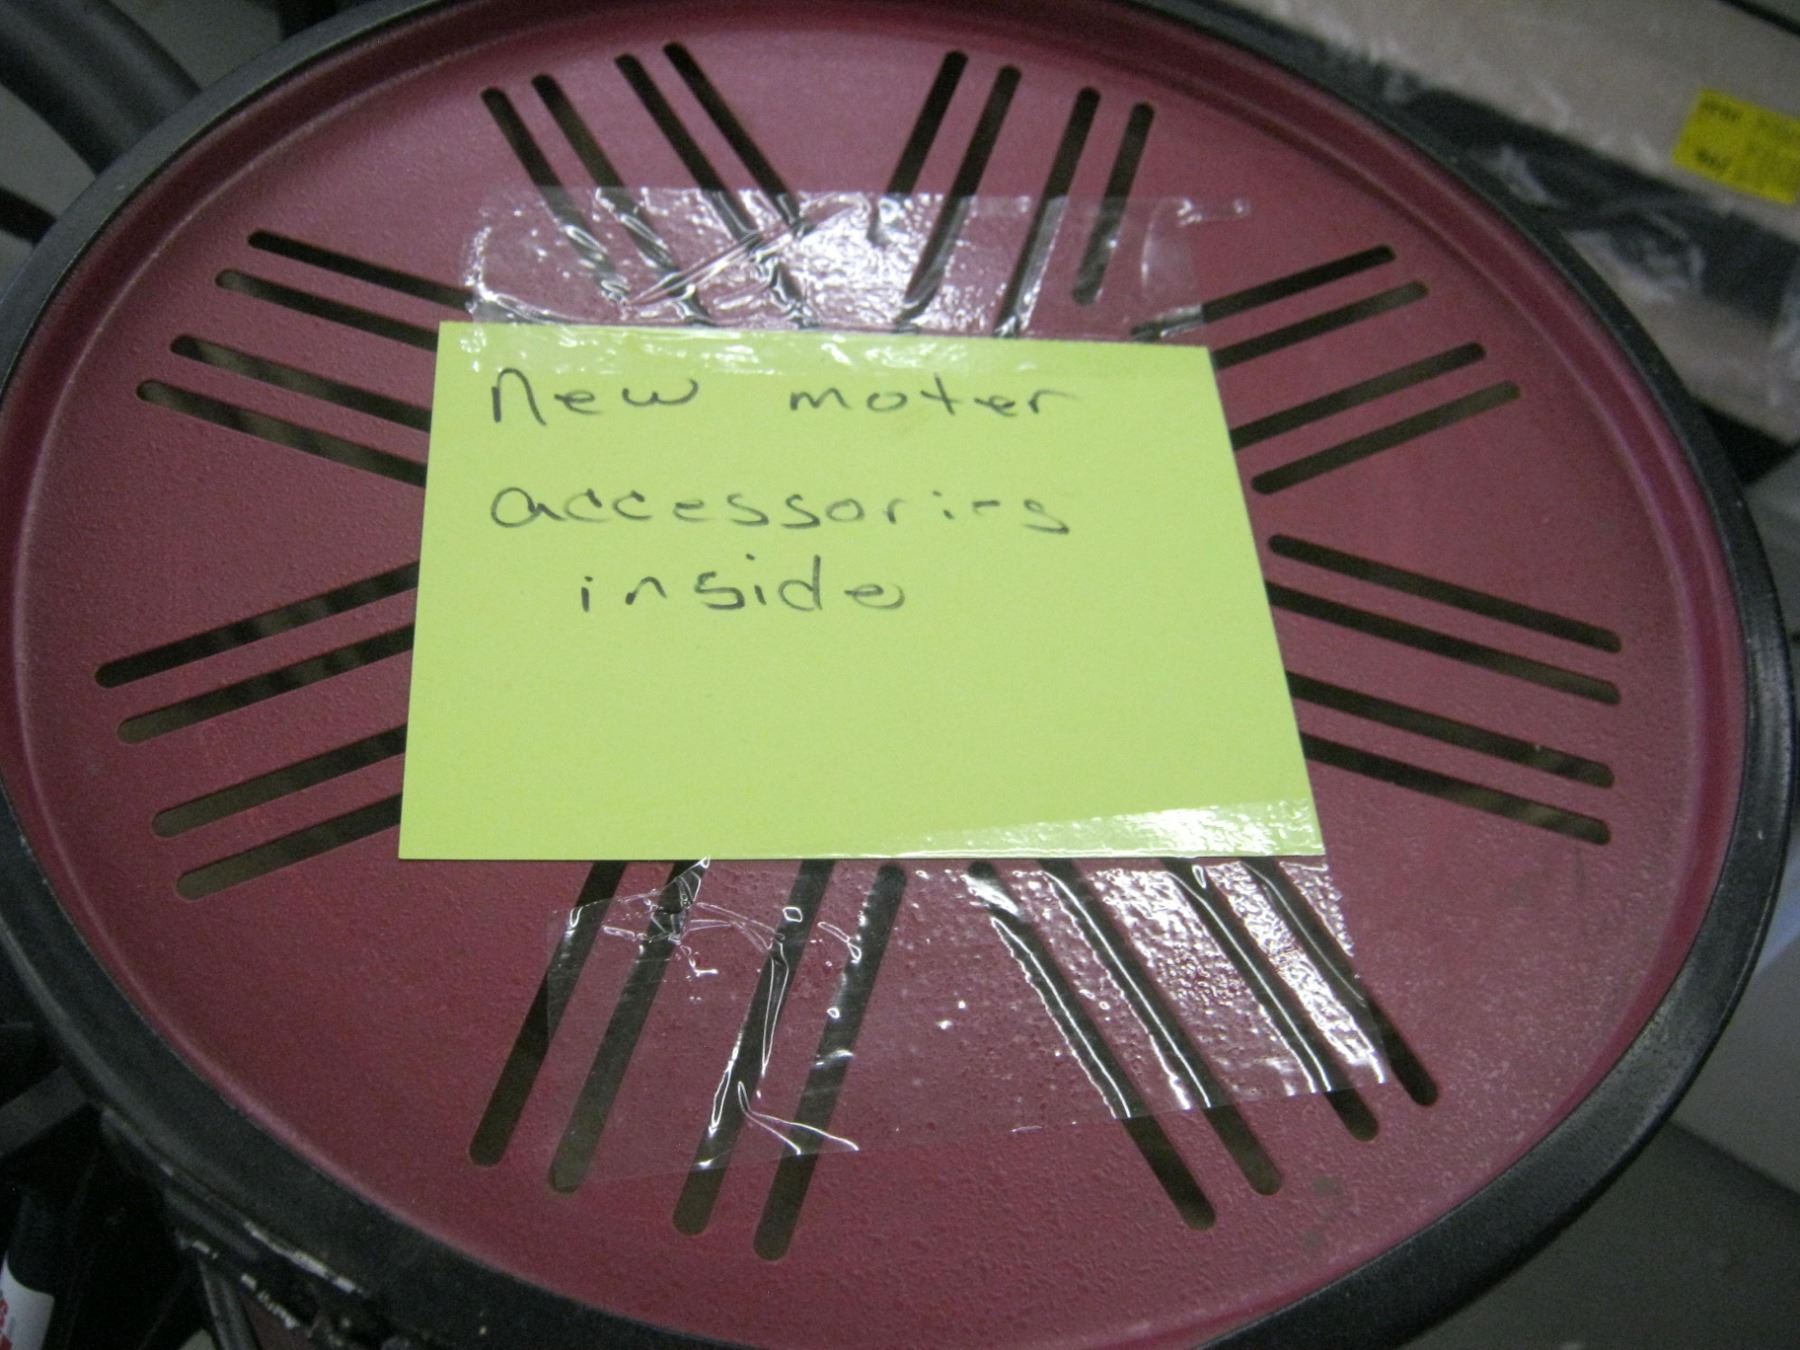 New moter
accessories
inside